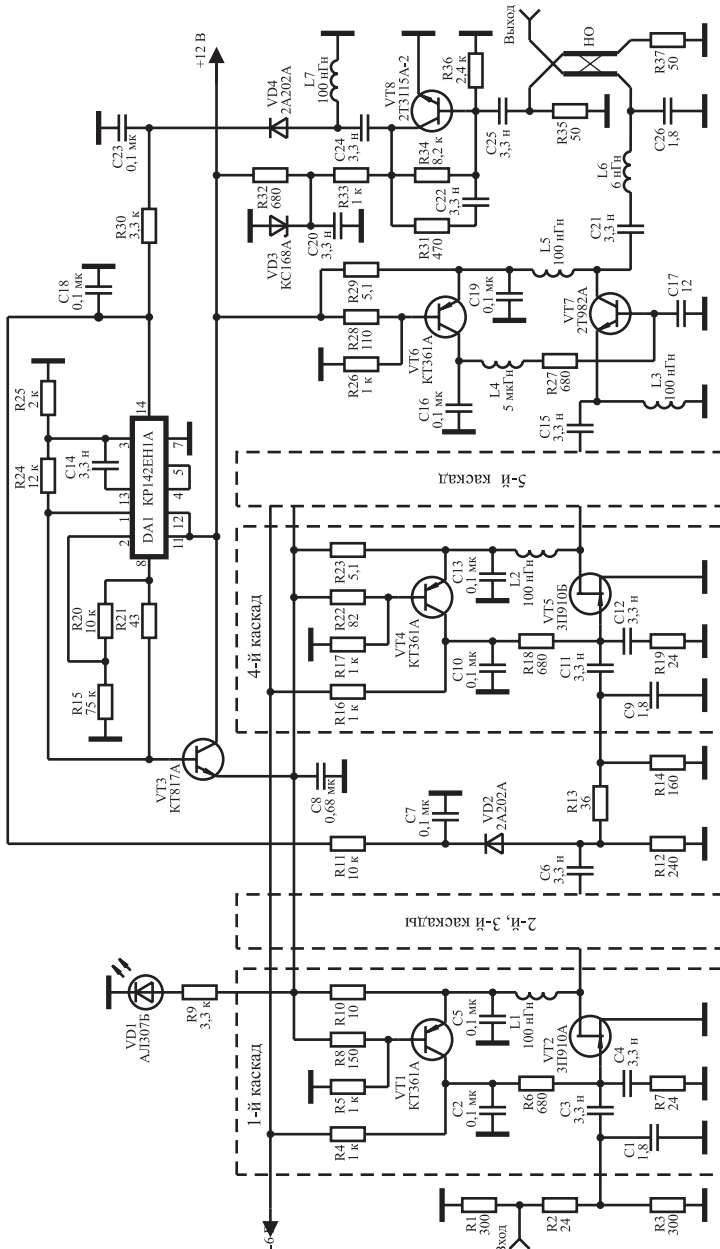 C23
0,1 мк
R30
3,3 к
C18
0,1 мк
R25
2 к
R24
12 к
C14
3,3 н
DA1
КР142ЕН1А
2
1
13
3
14
8
11
12
4
5
7
R20
10 к
R21
43
R15
75 к
VT3
КТ817А
+12 В
VD4
2А202А
L7
100 нГн
VD1
АЛ307Б
R9
3,3 к
C8
0,68 мк
1-й каскад
R4
1 к
R5
1 к
R8
150
R10
10
VT1
КТ361А
C2
0,1 мк
C5
0,1 мк
L1
100 нГн
R6
680
C3
3,3 н
VT2
3П910А
C4
3,3 н
R7
24
C1
1,8
R1
300
R2
24
R3
300
Вход
-6
2-й, 3-й каскады
R11
10 к
C7
0,1 мк
VD2
2А202А
C6
3,3 н
R12
240
R13
36
R14
160
4-й каскад
R16
1 к
R17
1 к
R22
82
R23
5,1
VT4
КТ361А
C10
0,1 мк
C13
0,1 мк
L2
100 нГн
R18
680
C11
3,3 н
VT5
3П910Б
C12
3,3 н
R19
24
C9
1,8
5-й каскад
R26
1 к
R28
110
R29
5,1
VT6
КТ361А
C16
0,1 мк
C19
0,1 мк
L4
5 мкГн
R27
680
L5
100 нГн
VT7
2Т982А
C15
3,3 н
L3
100 нГн
C17
12
VD3
КС168А
R32
680
C20
3,3 н
R33
1 к
C24
3,3 н
R31
470
R34
8,2 к
C22
3,3 н
VT8
2Т3115А-2
R36
2,4 к
C25
3,3 н
R35
50
C21
3,3 н
L6
6 нГн
C26
1,8
НО
R37
50
Выход